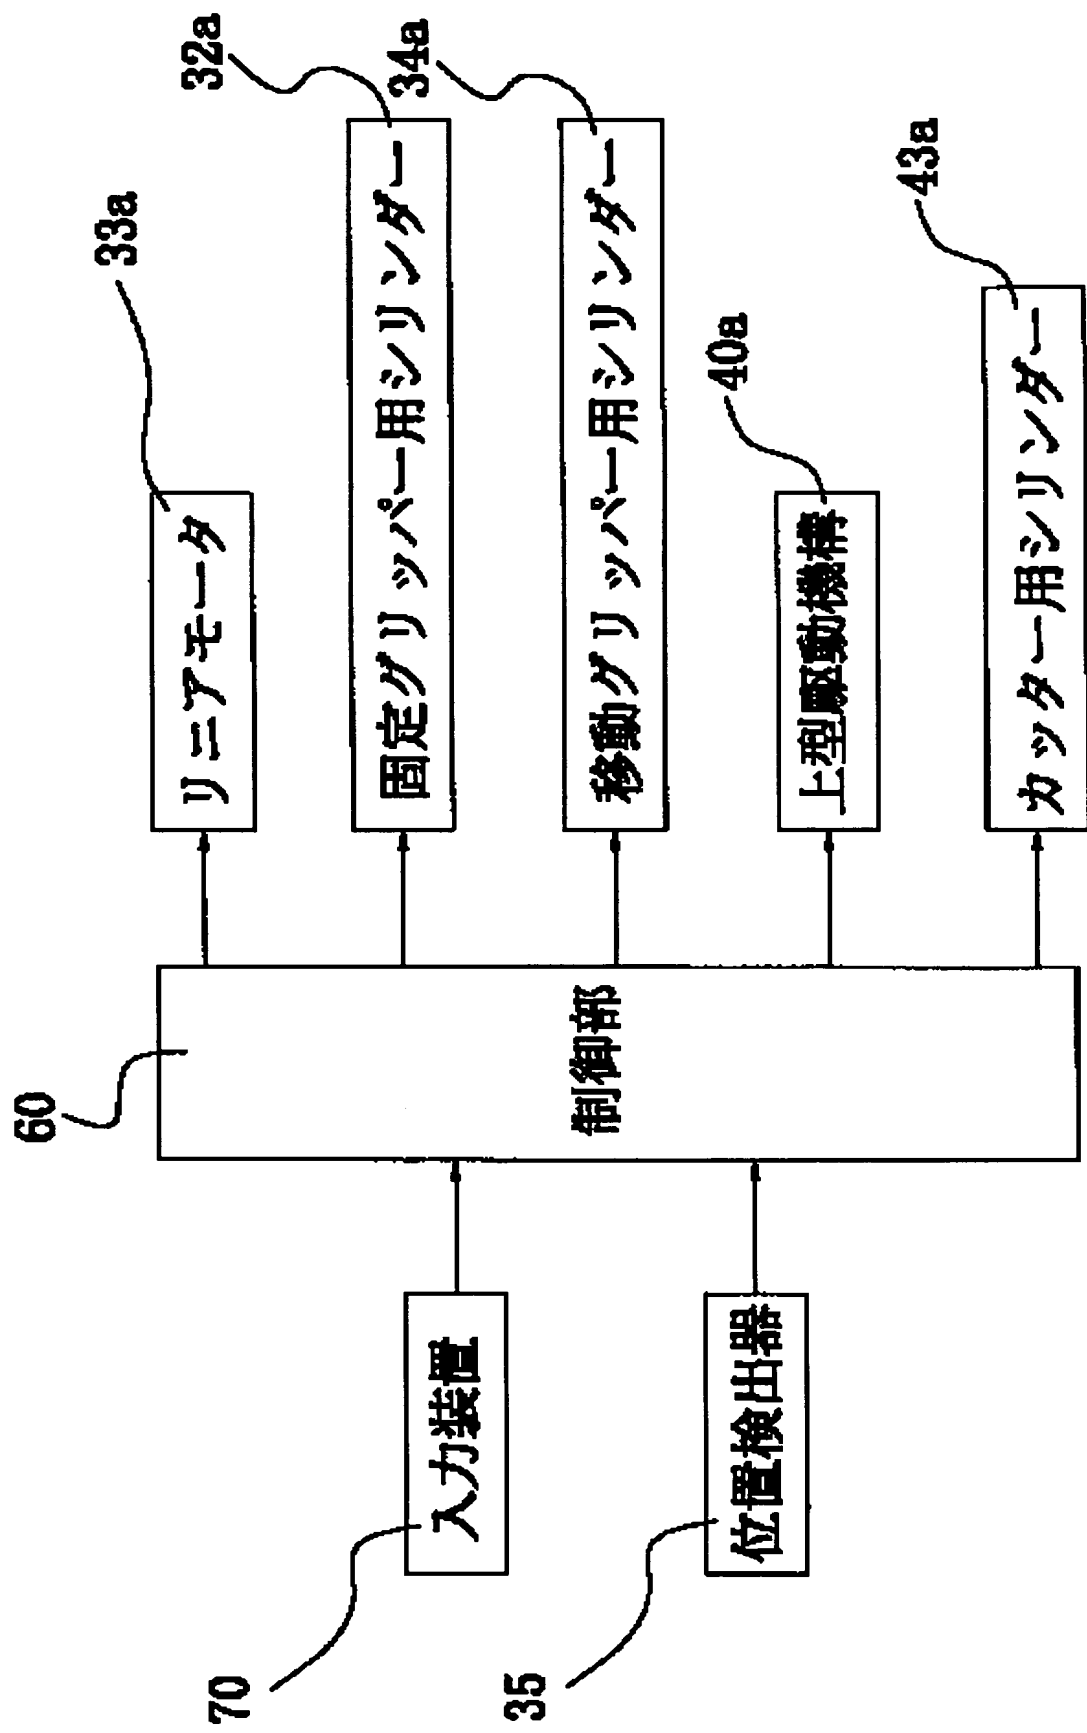 70
入力装置
35
位置検出器
60
制御部
33a
リニアモータ
32a
固定グリッパー用シリンダー
34a
移動グリッパー用シリンダー
40a
上型駆動機構
43a
カッター用シリンダー